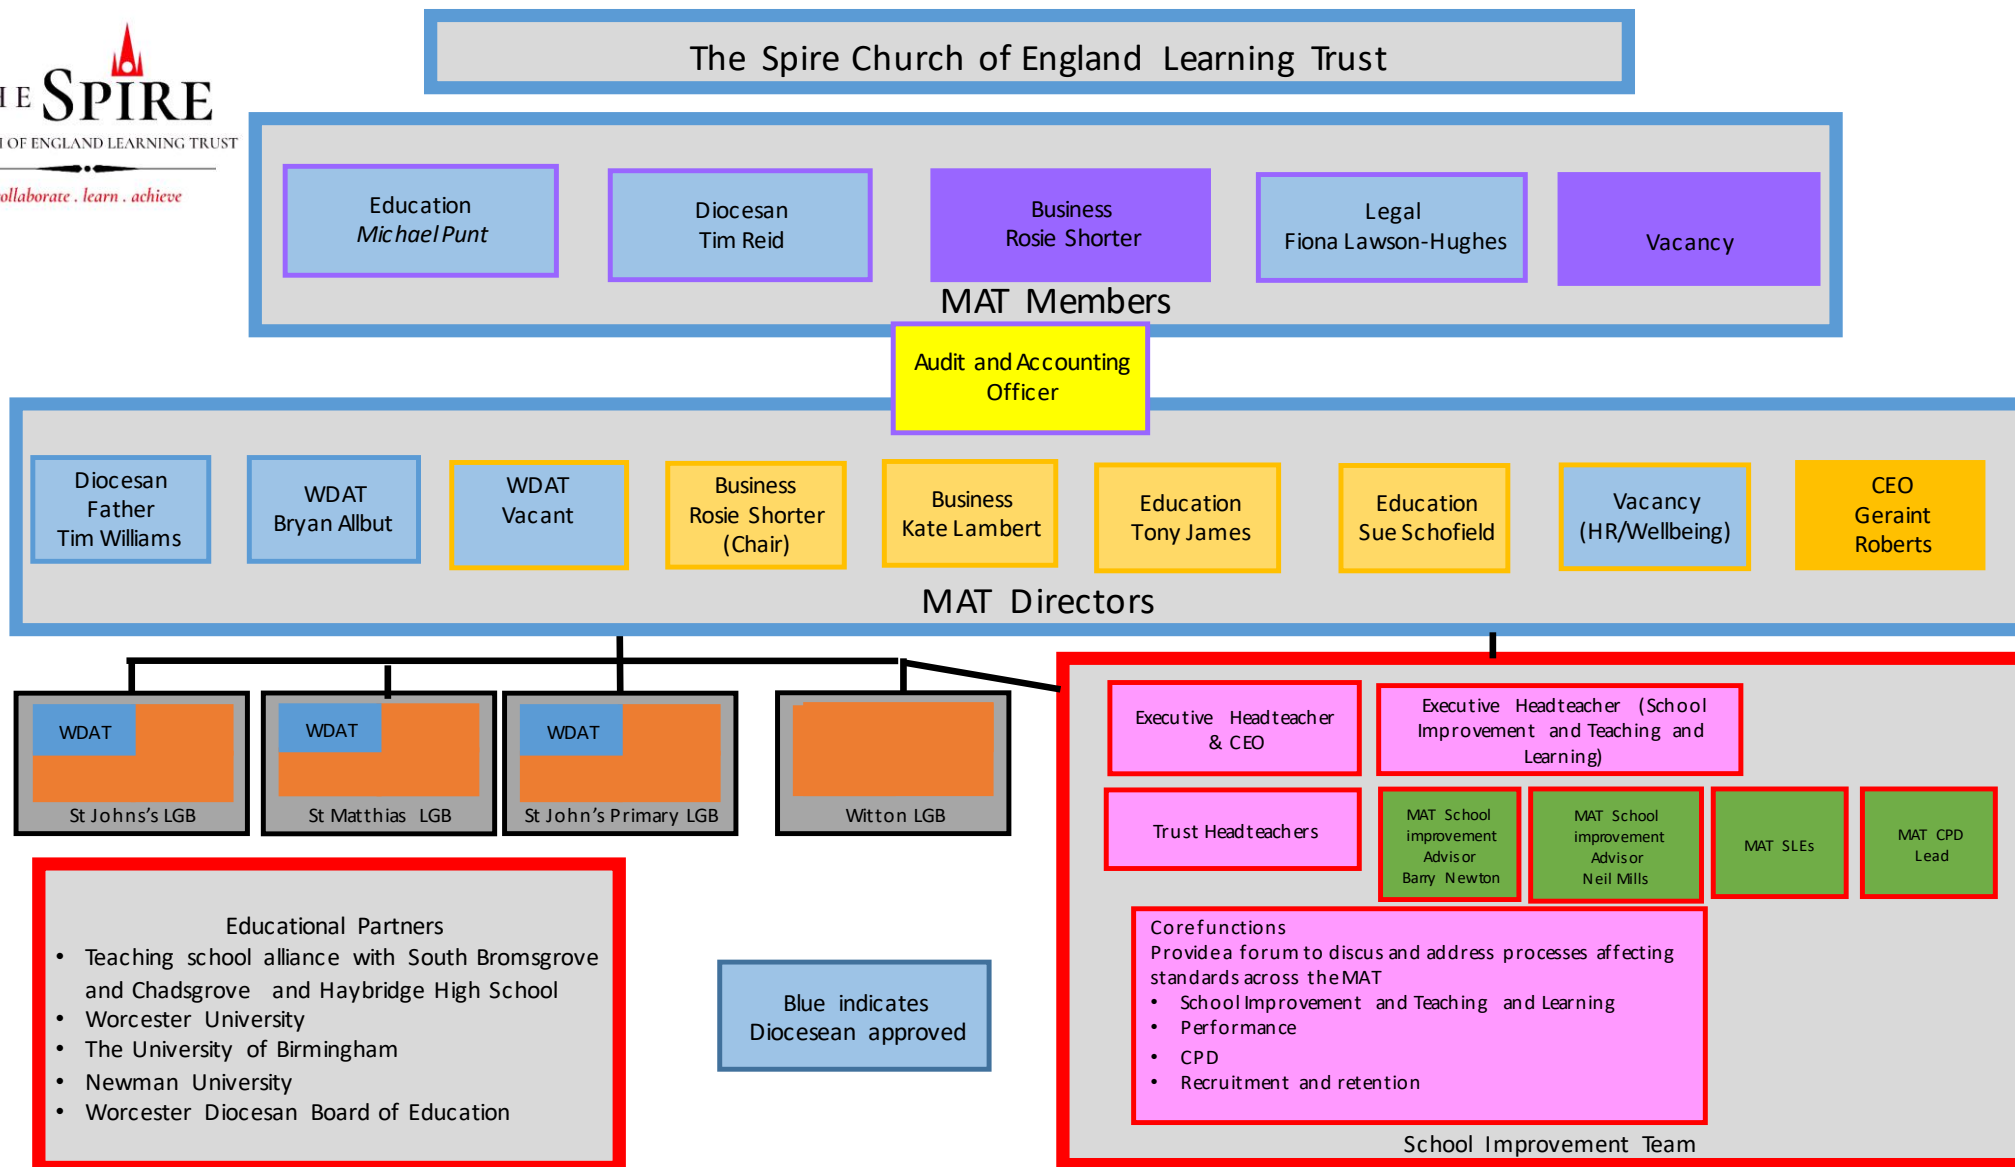 The Spire Church of England Learning Trust
HE SPIRE
H OF ENGLAND LEARNING TRUST
collaborate . learn . achieve
Education
Michael Punt
Diocesan
Tim Reid
Business
Rosie Shorter
Legal
Fiona Lawson-Hughes
Vacancy
MAT Members
Audit and Accounting
Officer
Diocesan
Father
Tim Williams
WDAT
Bryan Allbut
WDAT
Vacant
Business
Rosie Shorter
(Chair)
Business
Kate Lambert
Education
Tony James
Education
Sue Schofield
Vacancy
(HR/Wellbeing)
CEO
Geraint
Roberts
MAT Directors
WDAT
St Johns's LGB
WDAT
St Matthias LGB
WDAT
St John's Primary LGB
Witton LGB
Executive Headteacher
& CEO
Executive Headteacher (School
Improvement and Teaching and
Learning)
Trust Headteachers
MAT School
improvement
Advisor
Barry Newton
MAT School
improvement
Advisor
Neil Mills
MAT SLEs
MAT CPD
Lead
Corefunctions
Providea forum to discus and address processes affecting
standards across the MAT
• School Improvement and Teaching and Learning
• Performance
• CPD
• Recruitment and retention
School Improvement Team
Educational Partners
• Teaching school alliance with South Bromsgrove
and Chadsgrove and Haybridge High School
• Worcester University
• The University of Birmingham
• Newman University
• Worcester Diocesan Board of Education
Blue indicates
Diocesean approved